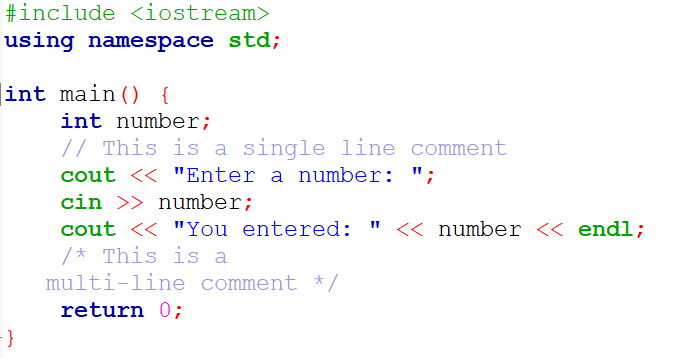 #include <iostream>
using namespace std;

int main() {
    int number;
    // This is a single line comment
    cout << "Enter a number: ";
    cin >> number;
    cout << "You entered: " << number << endl;
    /* This is a
   multi-line comment */
    return 0;
}